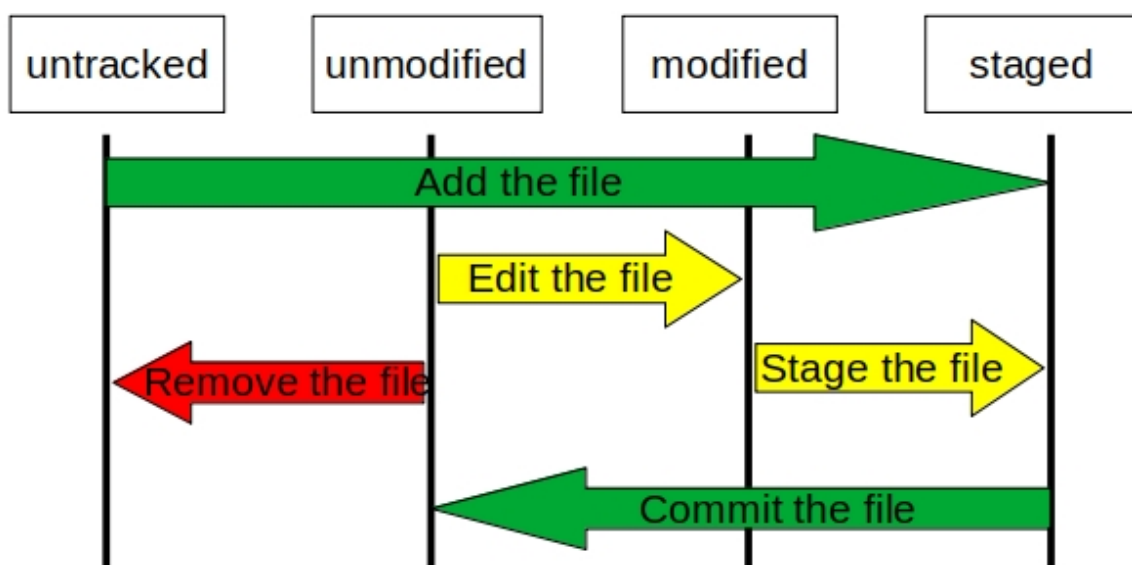 untracked
unmodified
modified
staged
Add the file
Edit the file
Stage the file
Remove the file
Commit the file